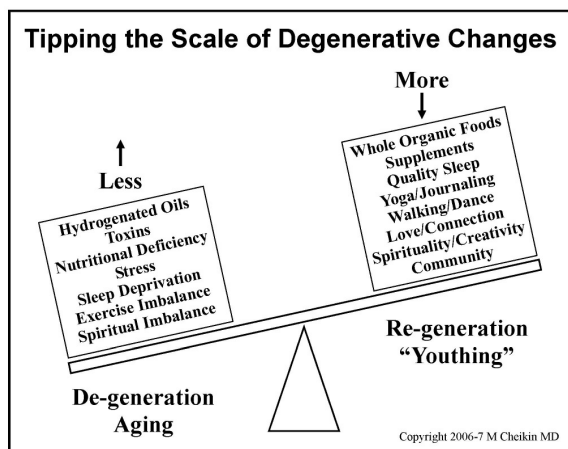 Tipping the Scale of Degenerative Changes
More
Whole Organic Foods
Supplements
Quality Sleep
Yoga/Journaling
Walking/Dance
Love/Connection
Spirituality/Creativity
Community
Less
Hydrogenated Oils
Toxins
Nutritional Deficiency
Stress
Sleep Deprivation
Exercise Imbalance
Spiritual Imbalance
Re-generation
“Youthing”
De-generation
Aging
Copyright 2006-7 M Cheikin MD